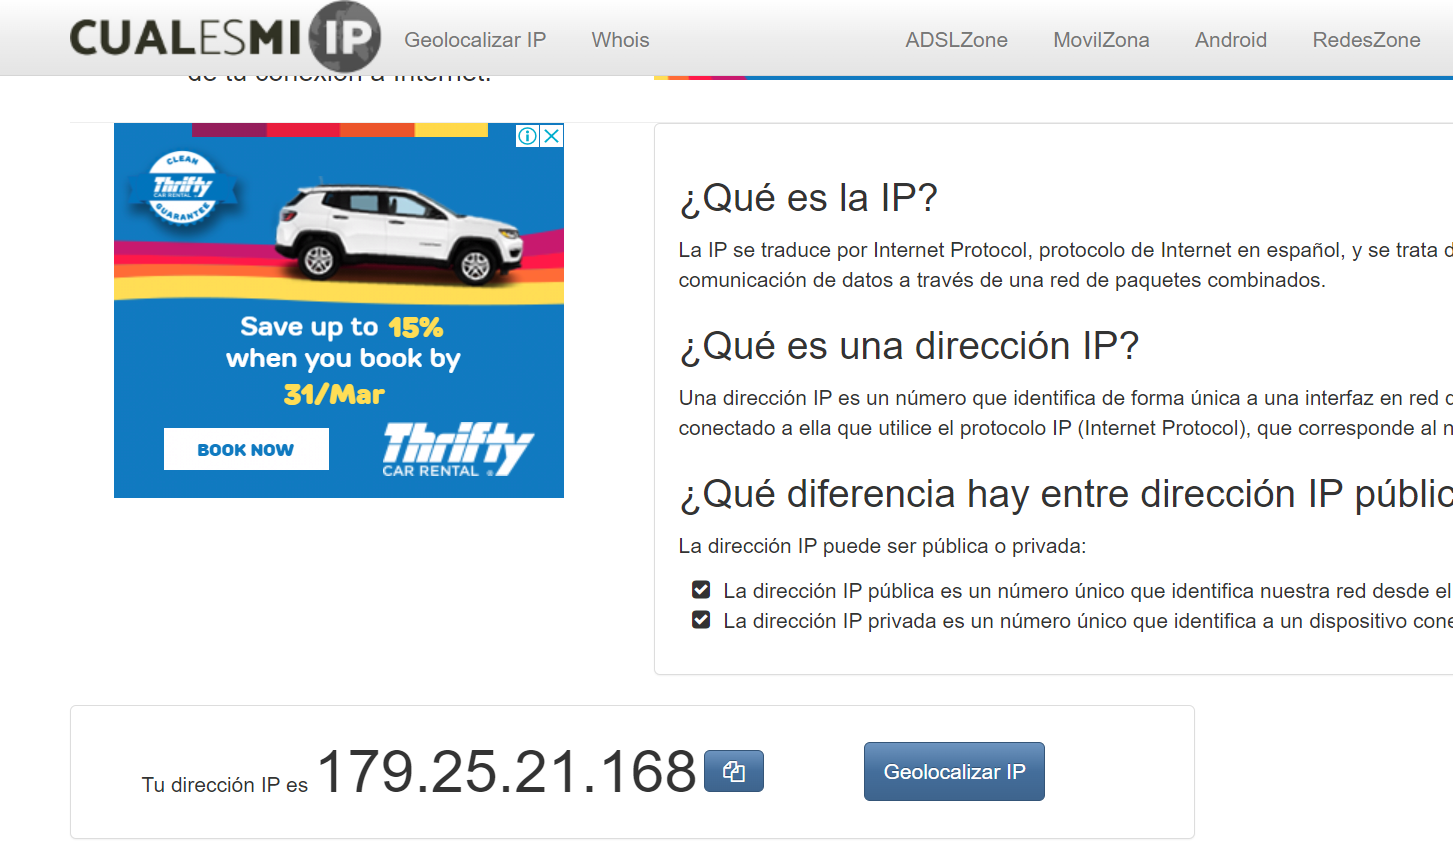 CUALESMI IP
Geolocalizar IP
Whois
ADSLZone
MovilZona
Android
RedesZone
de tu conexión a Internet.
CLEAN
Thrifty
CAR RENTAL
GUARANTEE
Save up to 15%
when you book by
31/Mar
BOOK NOW
Thrifty
CAR RENTAL
¿Qué es la IP?
La IP se traduce por Internet Protocol, protocolo de Internet en español, y se trata d
comunicación de datos a través de una red de paquetes combinados.
¿Qué es una dirección IP?
Una dirección IP es un número que identifica de forma única a una interfaz en red
conectado a ella que utilice el protocolo IP (Internet Protocol), que corresponde al n
¿Qué diferencia hay entre dirección IP públic
La dirección IP puede ser pública o privada:
La dirección IP pública es un número único que identifica nuestra red desde el
La dirección IP privada es un número único que identifica a un dispositivo cone
Tu dirección IP es 179.25.21.168
Geolocalizar IP